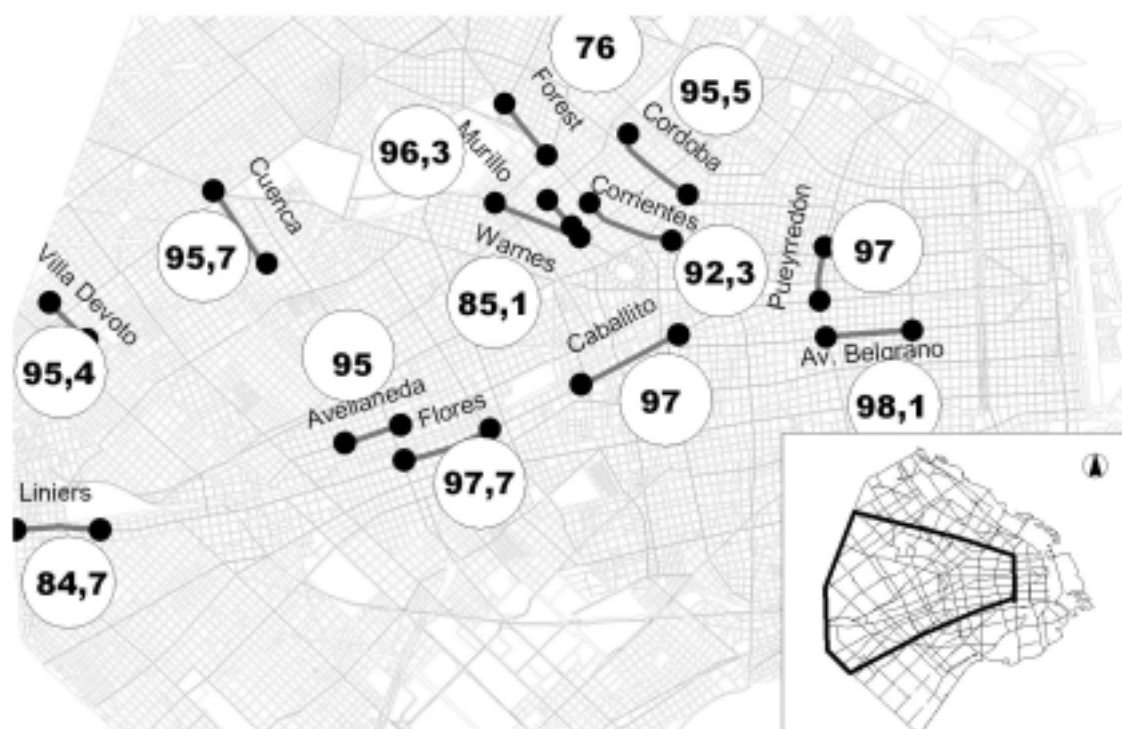 76
Forest
95,5
Cordoba
96,3
Murillo
Cuenca
Corrientes
Warnes
95,7
Pueyrredón
97
92,3
Villa Devoto
85,1
Caballito
95
Av. Belgrano
95,4
Avellaneda
Flores
97
98,1
97,7
Liniers
84,7